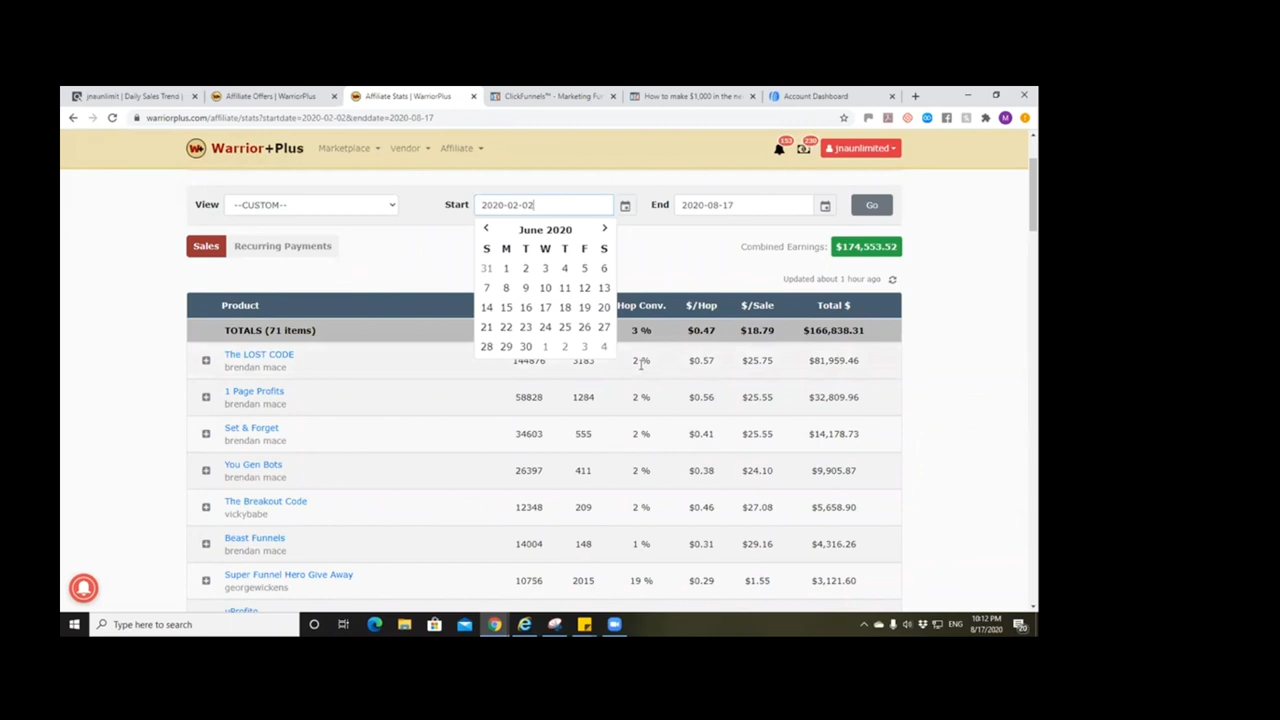 jnaunlimit | Daily Sales Trend |
Affiliate Offers | WarriorPlus
Affiliate Stats | WarriorPlus
ClickFunnels™ - Marketing Fu
How to make $1,000 in the ne
Account Dashboard
warriorplus.com/affiliate/stats?startdate=2020-02-02&enddate=2020-08-17
M
W+ Warrior+Plus Marketplace Vendor Affiliate 153 230 jnaunlimited
View --CUSTOM-- Start 2020-02-02 End 2020-08-17 Go
June 2020
S M T W T F S
31 1 2 3 4 5 6
7 8 9 10 11 12 13
14 15 16 17 18 19 20
21 22 23 24 25 26 27
28 29 30 1 2 3 4
Sales Recurring Payments Combined Earnings: $174,553.52
Updated about 1 hour ago
Product Hop Conv. $/Hop $/Sale Total $
TOTALS (71 items) 3 % $0.47 $18.79 $166,838.31
The LOST CODE 144876 3183 2 % $0.57 $25.75 $81,959.46
brendan mace
1 Page Profits 58828 1284 2 % $0.56 $25.55 $32,809.96
brendan mace
Set & Forget 34603 555 2 % $0.41 $25.55 $14,178.73
brendan mace
You Gen Bots 26397 411 2 % $0.38 $24.10 $9,905.87
brendan mace
The Breakout Code 12348 209 2 % $0.46 $27.08 $5,658.90
vickybabe
Beast Funnels 14004 148 1 % $0.31 $29.16 $4,316.26
brendan mace
Super Funnel Hero Give Away 10756 2015 19 % $0.29 $1.55 $3,121.60
georgewickens
Type here to search
ENG
10:12 PM
8/17/2020
20